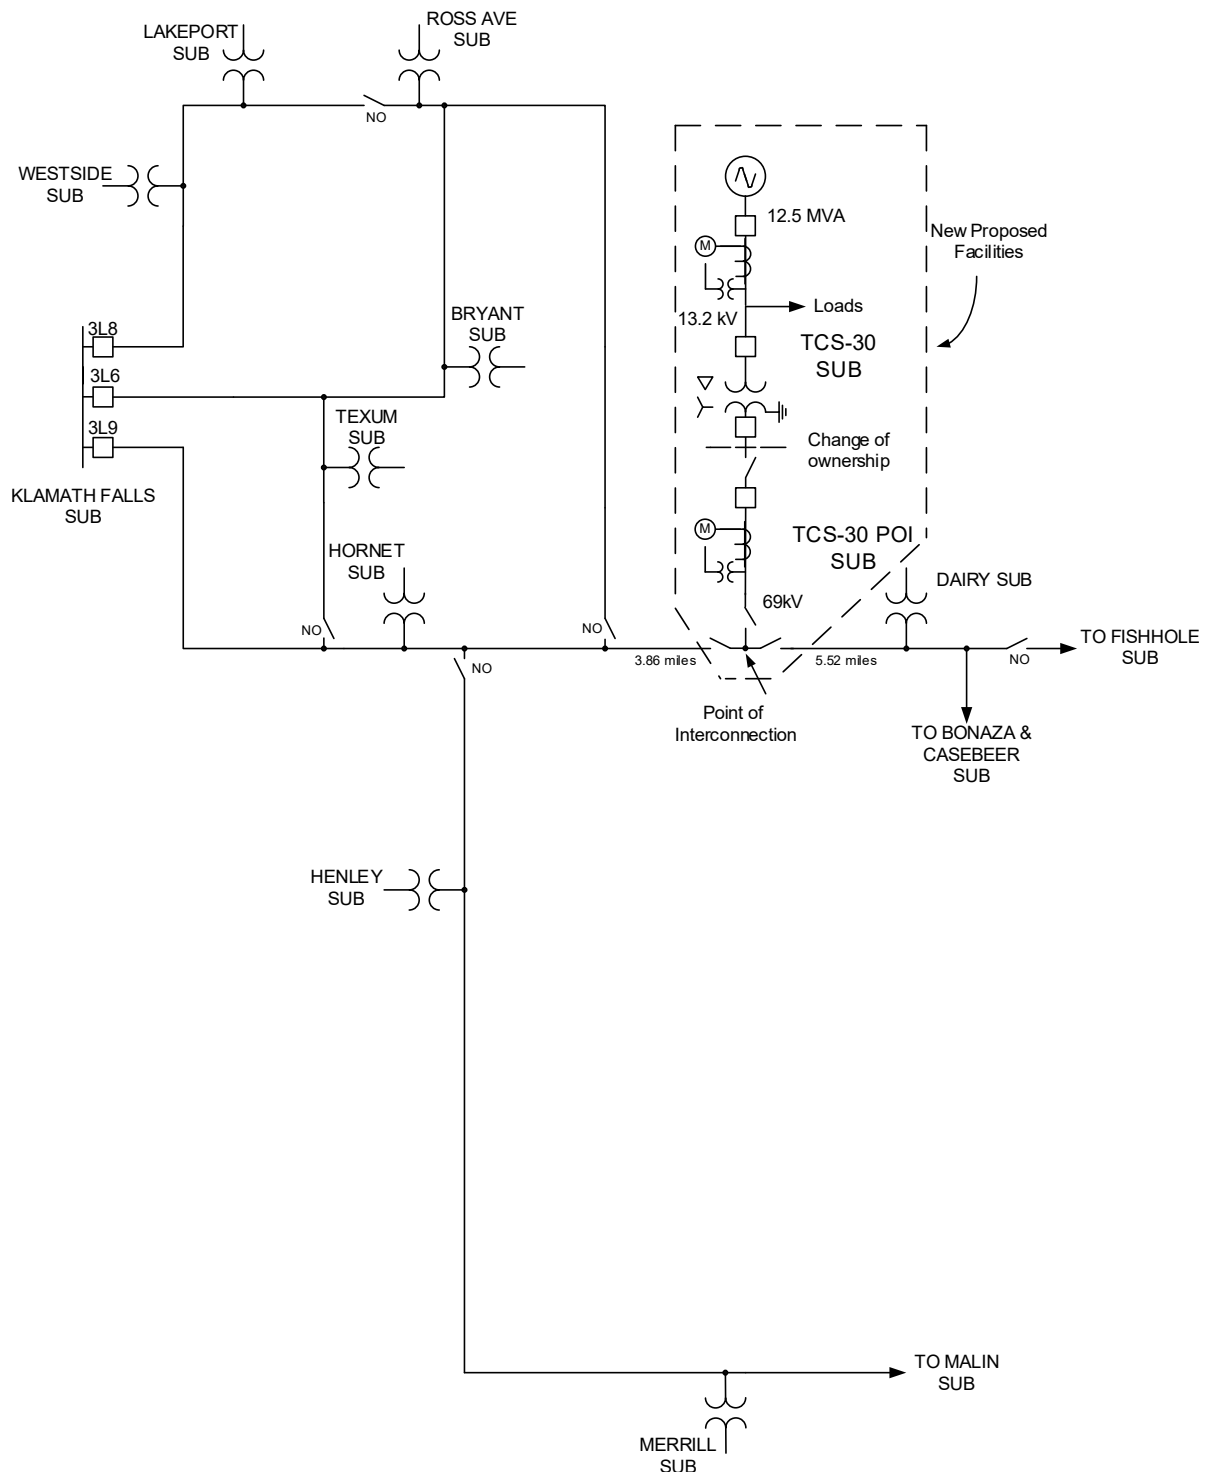 LAKEPORT
SUB
ROSS AVE
SUB
NO
WESTSIDE
SUB
12.5 MVA
M
New Proposed
Facilities
13.2 kV
Loads
TCS-30
SUB
BRYANT
SUB
3L8
3L6
3L9
KLAMATH FALLS
SUB
TEXUM
SUB
Change of
ownership
M
TCS-30 POI
SUB
HORNET
SUB
DAIRY SUB
69kV
NO
NO
NO
3.86 miles
5.52 miles
NO
TO FISHHOLE
SUB
Point of
Interconnection
TO BONAZA &
CASEBEER
SUB
HENLEY
SUB
TO MALIN
SUB
MERRILL
SUB